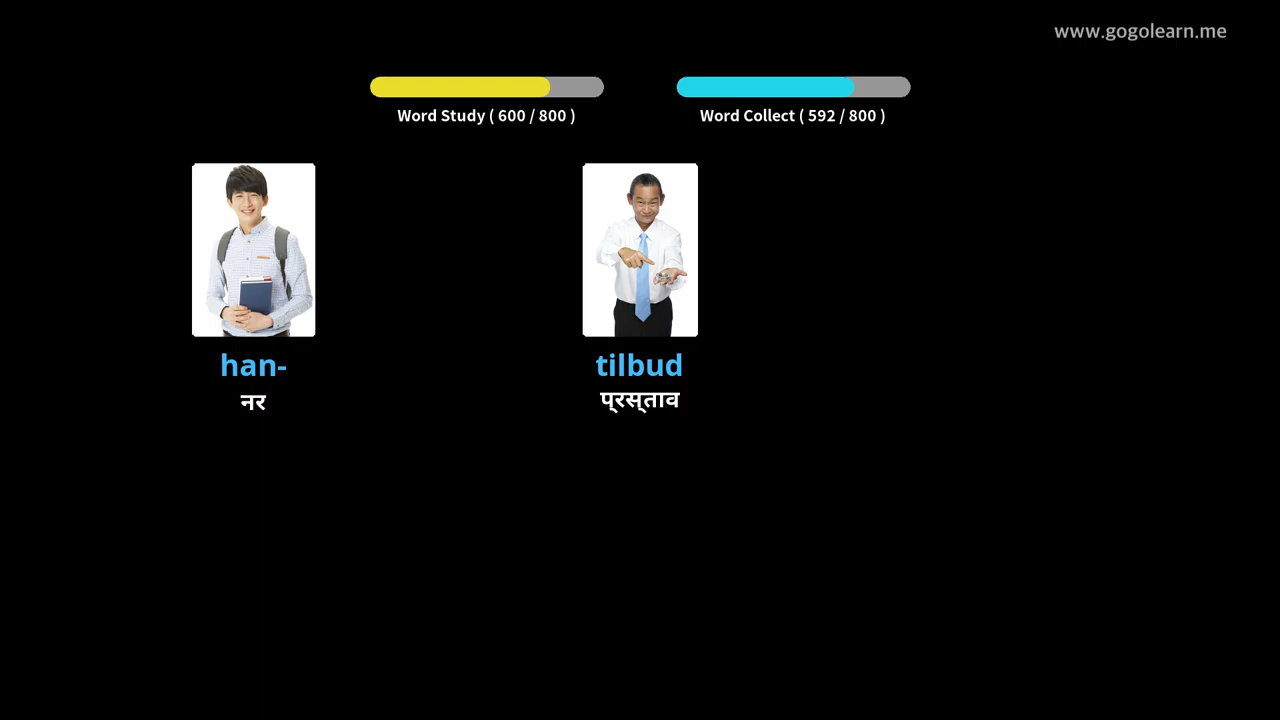 www.gogolearn.me
Word Study ( 600 / 800 )
Word Collect ( 592 / 800 )
han-
नर
tilbud
प्रस्ताव